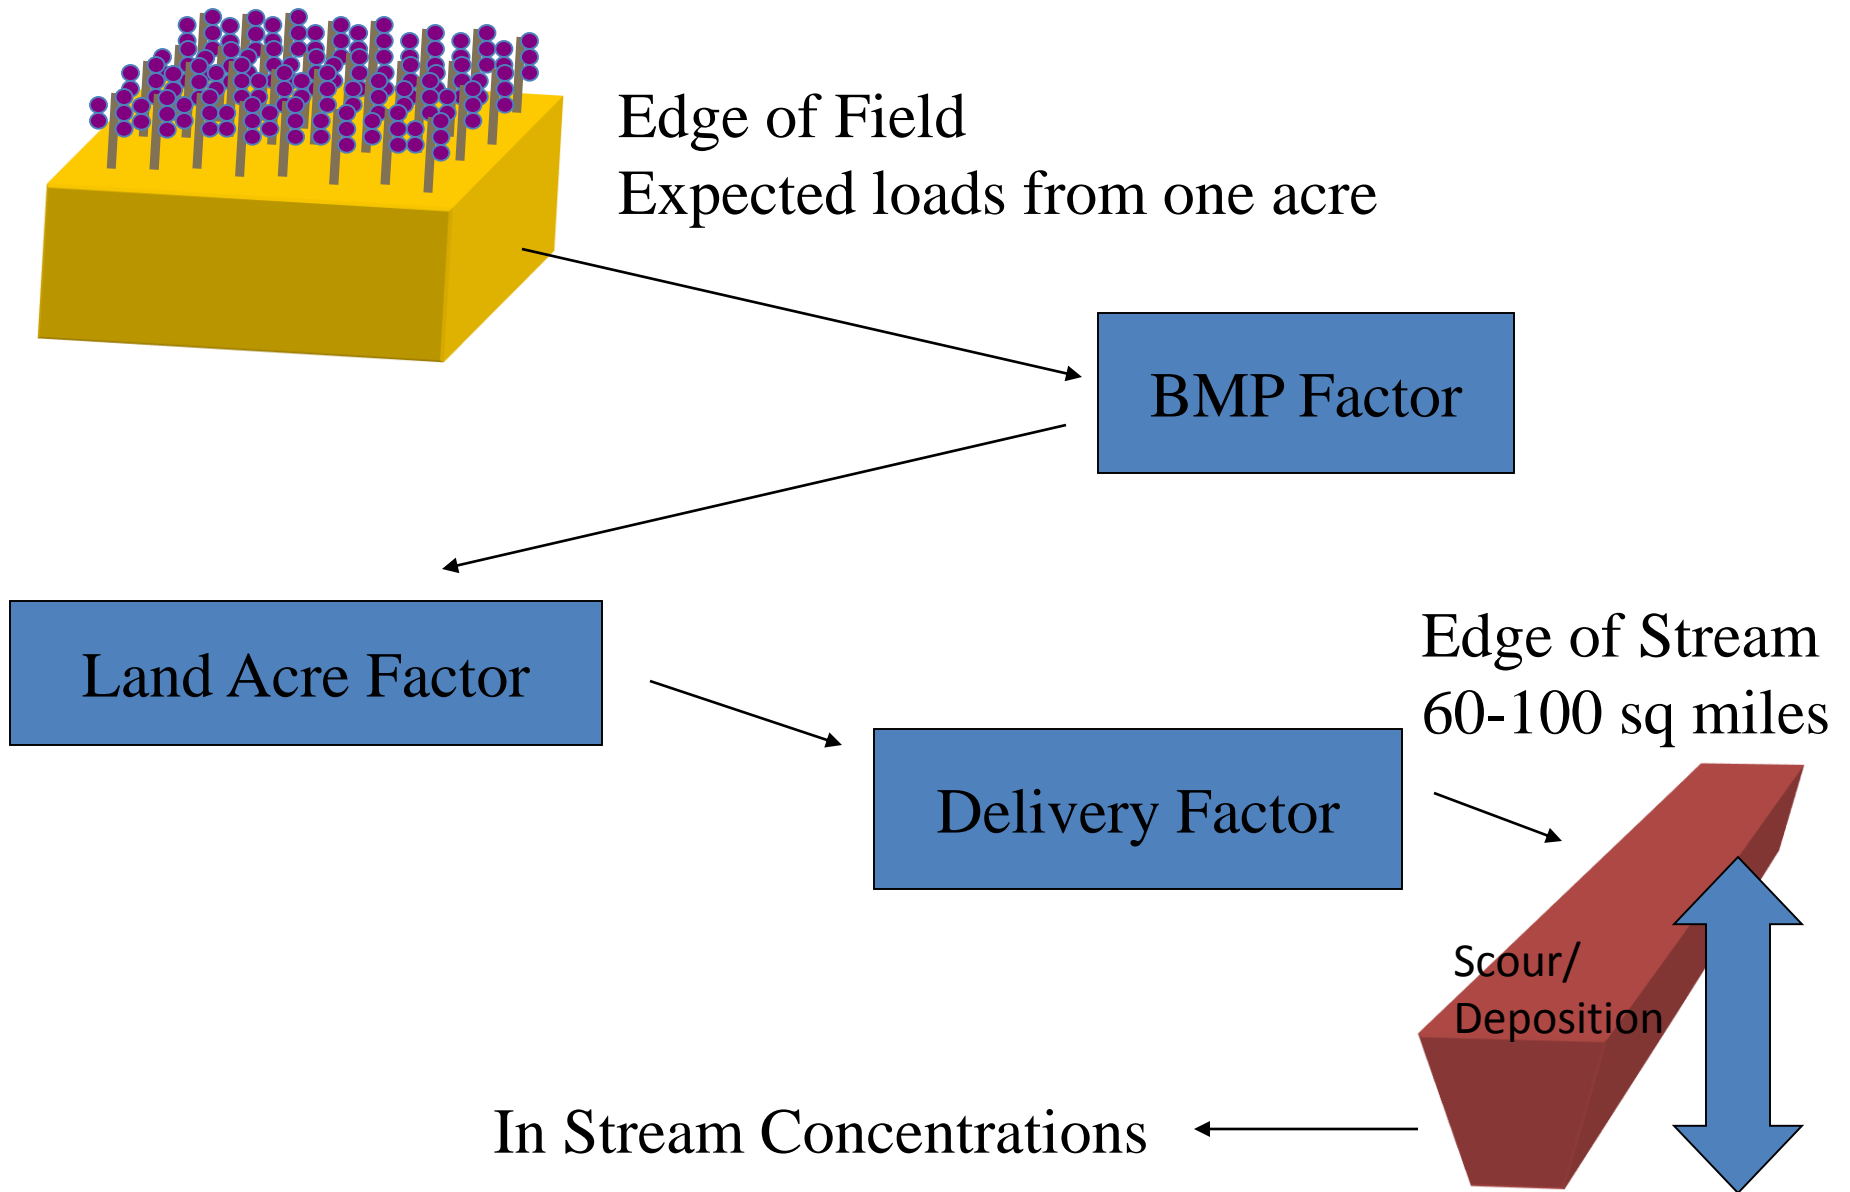 Edge of Field
Expected loads from one acre
BMP Factor
Land Acre Factor
Edge of Stream
60-100 sq miles
Delivery Factor
Scour/
Deposition
In Stream Concentrations